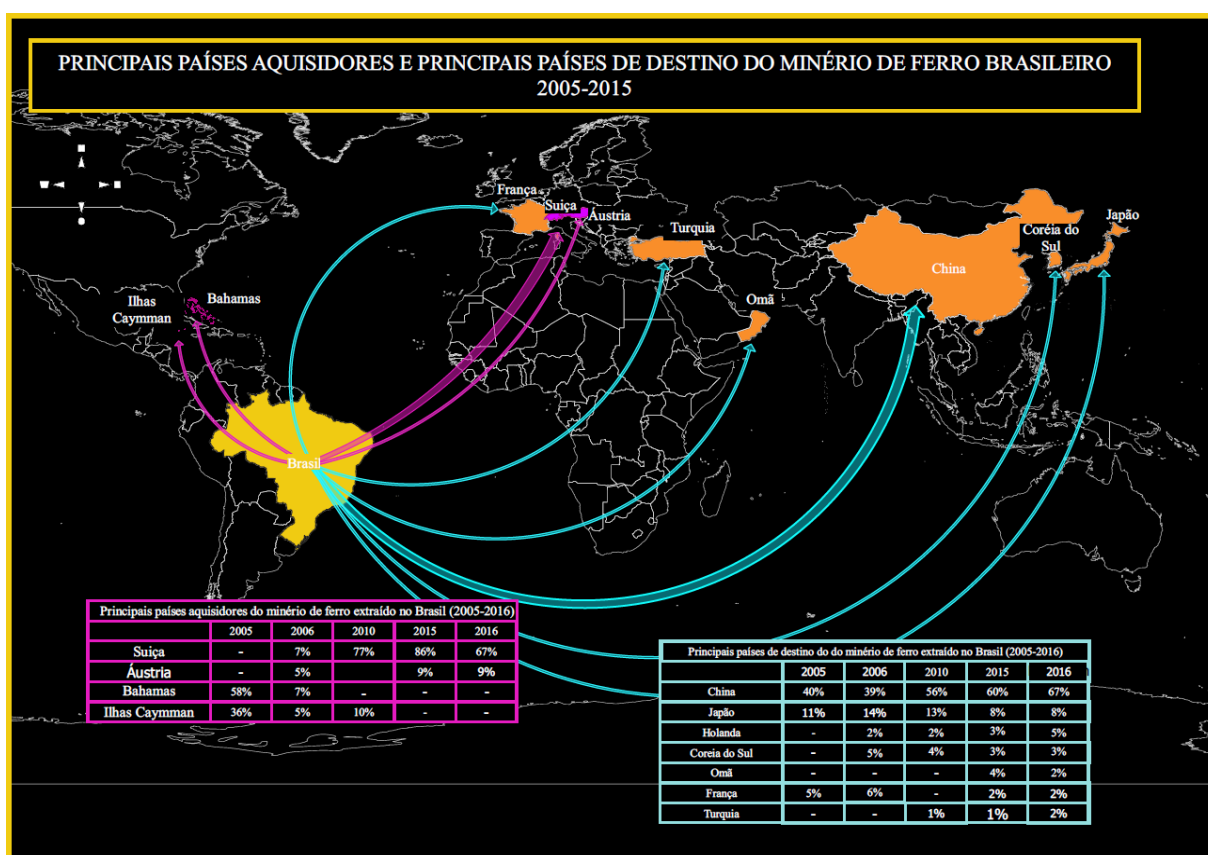 PRINCIPAIS PAÍSES AQUISIDORES E PRINCIPAIS PAÍSES DE DESTINO DO MINÉRIO DE FERRO BRASILEIRO
2005-2015
França
Suiça
Áustria
Turquia
Coréia do
Sul
Japão
China
Omã
Ilhas
Caymman
Bahamas
Brasil
Principais países aquisidores do minério de ferro extraído no Brasil (2005-2016)
2005 2006 2010 2015 2016
Suiça - 7% 77% 86% 67%
Áustria - 5% 9% 9%
Bahamas 58% 7% - - -
Ilhas Caymman 36% 5% 10% - -
Principais países de destino do do minério de ferro extraído no Brasil (2005-2016)
2005 2006 2010 2015 2016
China 40% 39% 56% 60% 67%
Japão 11% 14% 13% 8% 8%
Holanda - 2% 2% 3% 5%
Coreia do Sul - 5% 4% 3% 3%
Omã - - - 4% 2%
França 5% 6% - 2% 2%
Turquia - - 1% 1% 2%